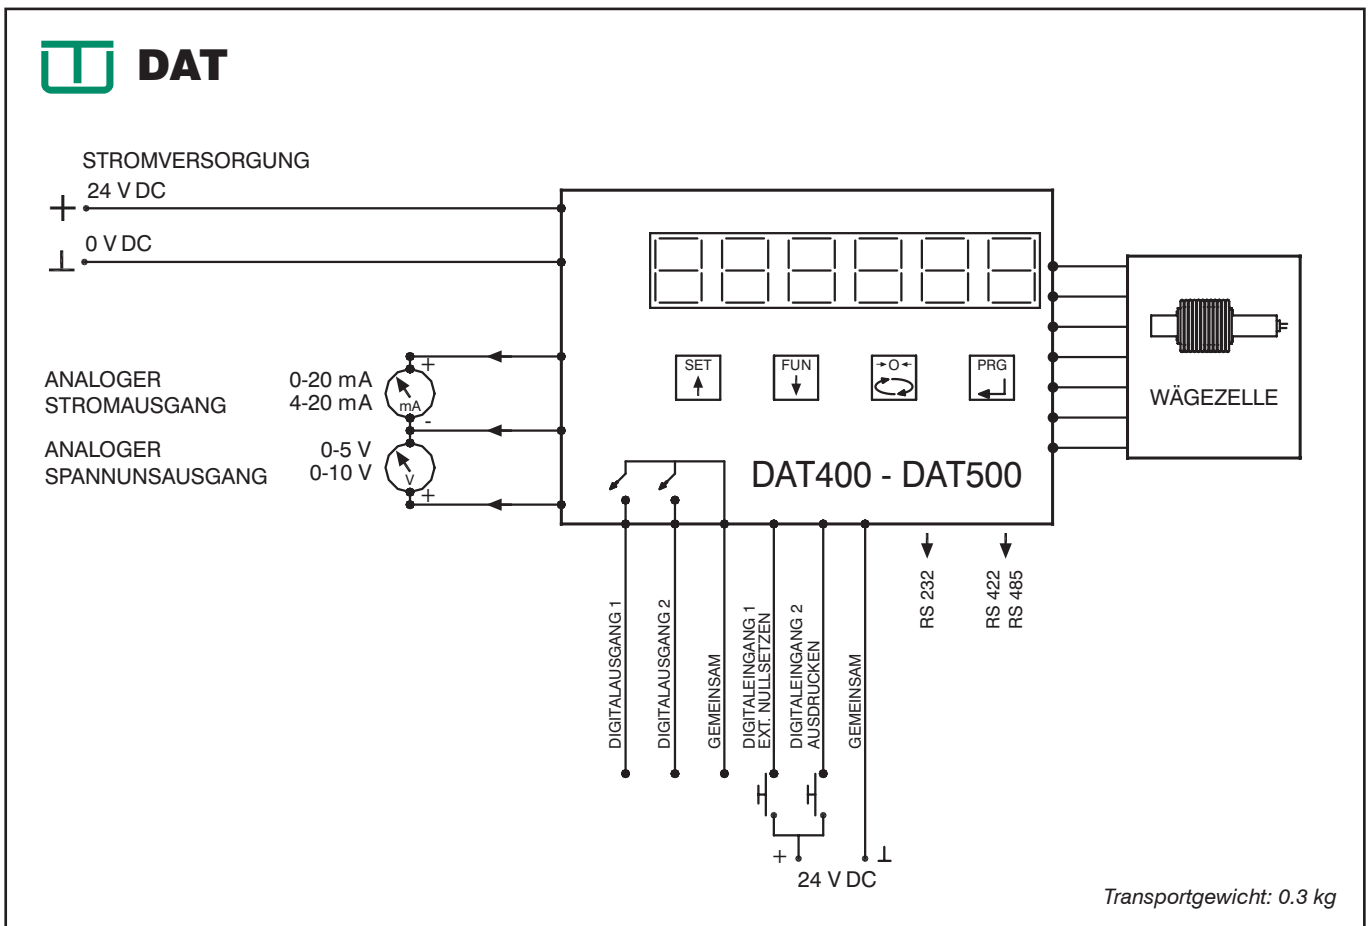 DAT
STROMVERSORGUNG
24 V DC
0 V DC
ANALOGER
STROMAUSGANG
0-20 mA
4-20 mA
+
mA
-
ANALOGER
SPANNUNSAUSGANG
0-5 V
0-10 V
V
+
SET
FUN
→0←
PRG
DAT400 - DAT500
WÄGEZELLE
DIGITALAUSGANG 1
DIGITALAUSGANG 2
GEMEINSAM
DIGITALEINGANG 1
EXT. NULLSETZEN
DIGITALEINGANG 2
AUSDRUCKEN
GEMEINSAM
RS 232
RS 422
RS 485
+
24 V DC
Transportgewicht: 0.3 kg